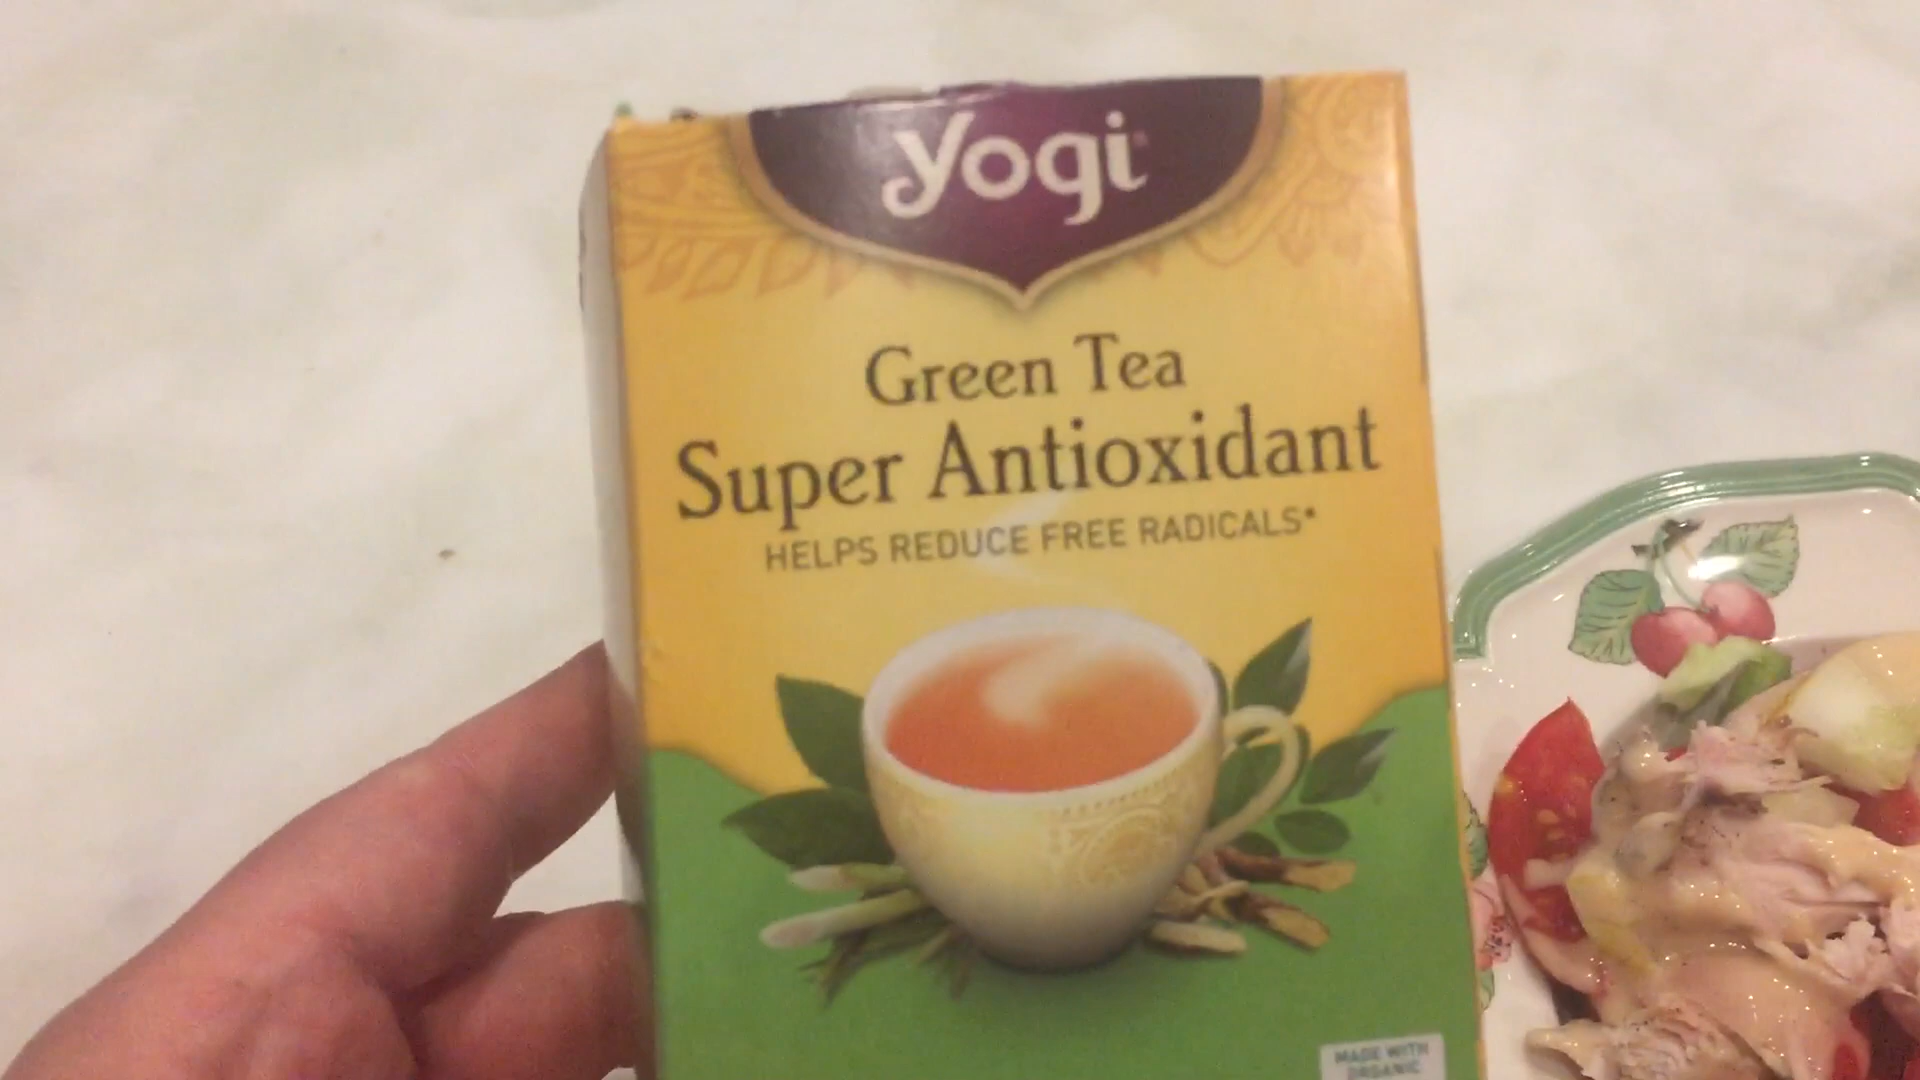 yogi
Green Tea
Super Antioxidant
HELPS REDUCE FREE RADICALS*
MADE WITH
ORGANIC